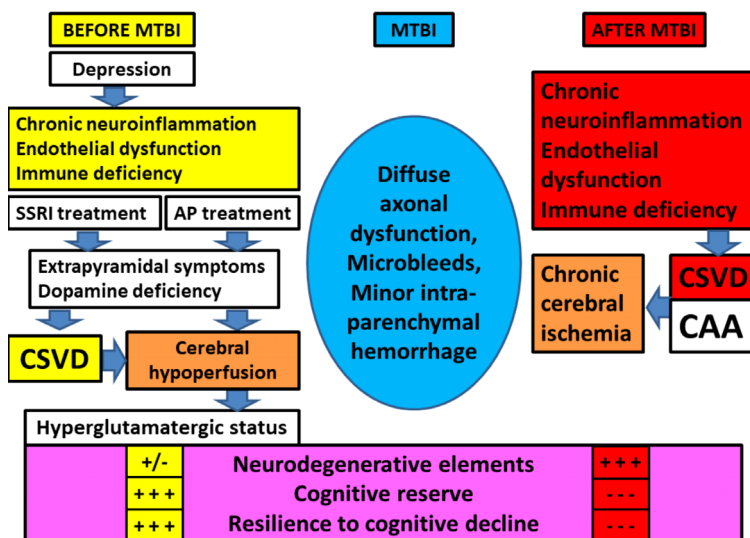 BEFORE MTBI
MTBI
AFTER MTBI
Depression
Chronic neuroinflammation
Endothelial dysfunction
Immune deficiency
SSRI treatment
AP treatment
Extrapyramidal symptoms
Dopamine deficiency
CSVD
Cerebral
hypoperfusion
Hyperglutamatergic status
Diffuse
axonal
dysfunction,
Microbleeds,
Minor intra-
parenchymal
hemorrhage
Chronic
neuroinflammation
Endothelial
dysfunction
Immune deficiency
Chronic
cerebral
ischemia
CSVD
CAA
+/- Neurodegenerative elements + + +
+ + + Cognitive reserve - - -
+ + + Resilience to cognitive decline - - -